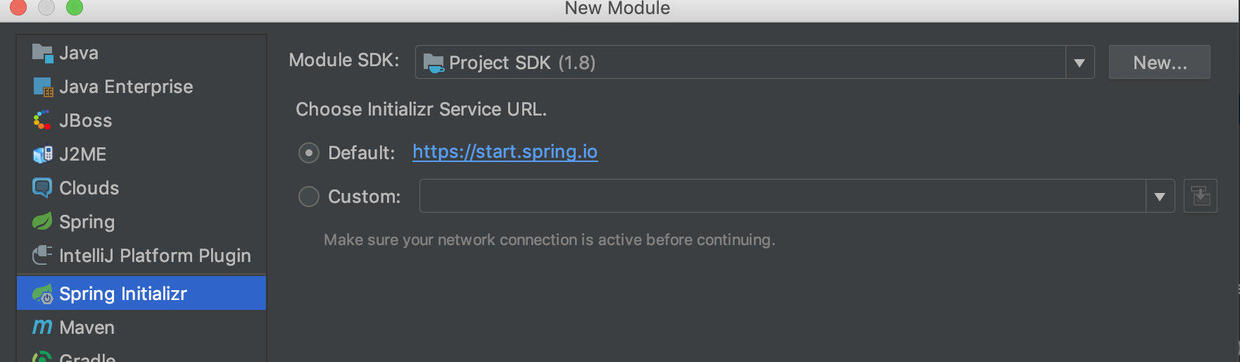 New Module
Java
Java Enterprise
JBoss
J2ME
Clouds
Spring
IntelliJ Platform Plugin
Spring Initializr
Maven
Gradle
Module SDK: Project SDK (1.8) New...
Choose Initializr Service URL.
Default: https://start.spring.io
Custom:
Make sure your network connection is active before continuing.